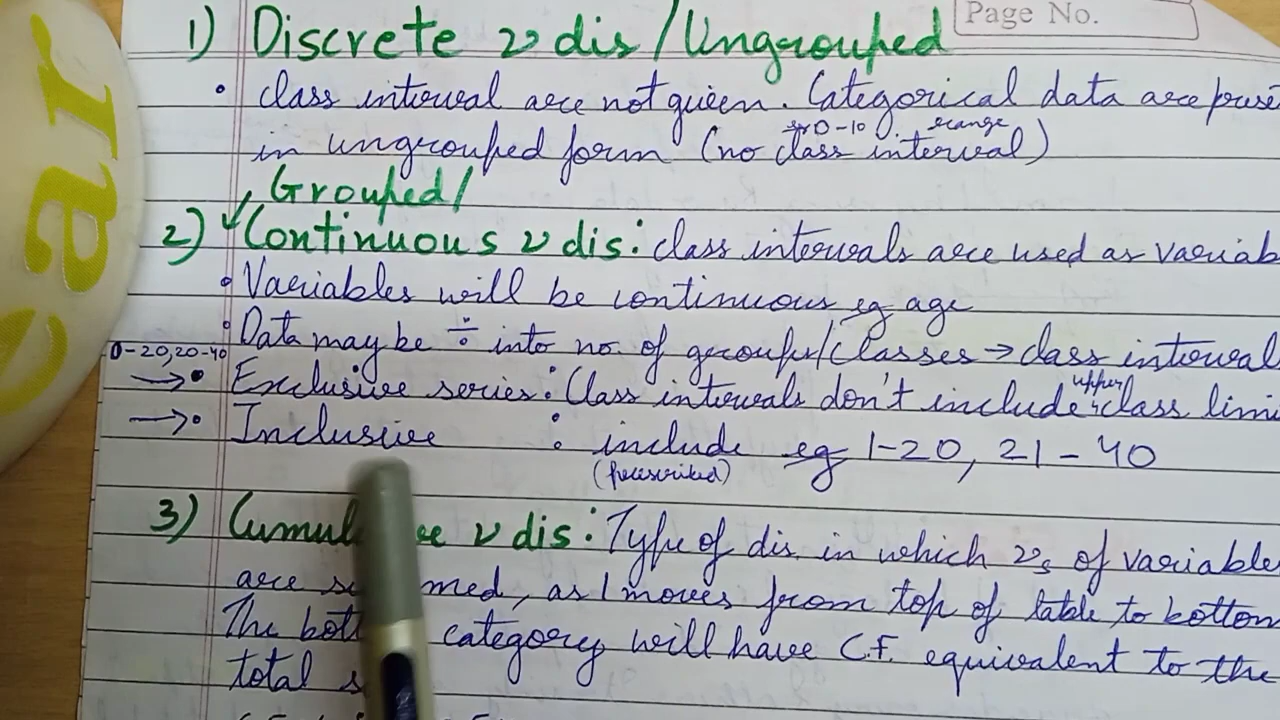 Page No.
1) Discrete ν dis / Ungrouped
• class interval are not given. Categorical data are prese
0-10 range
in ungrouped form (no class interval)
Grouped/
2) Continuous ν dis: class intervals are used as variab
• Variables will be continuous eg age
• Data may be ÷ into no. of groups/classes → class interval
0-20, 20-40
→• Exclusive series: Class intervals don't include upper class limi
→• Inclusive : include eg 1-20, 21-40
(prescribed)
3) Cumul ν dis: Type of dis in which νs of variable
are su med, as 1 moves from top of table to bottom
The bott category will have C.F. equivalent to the
total s